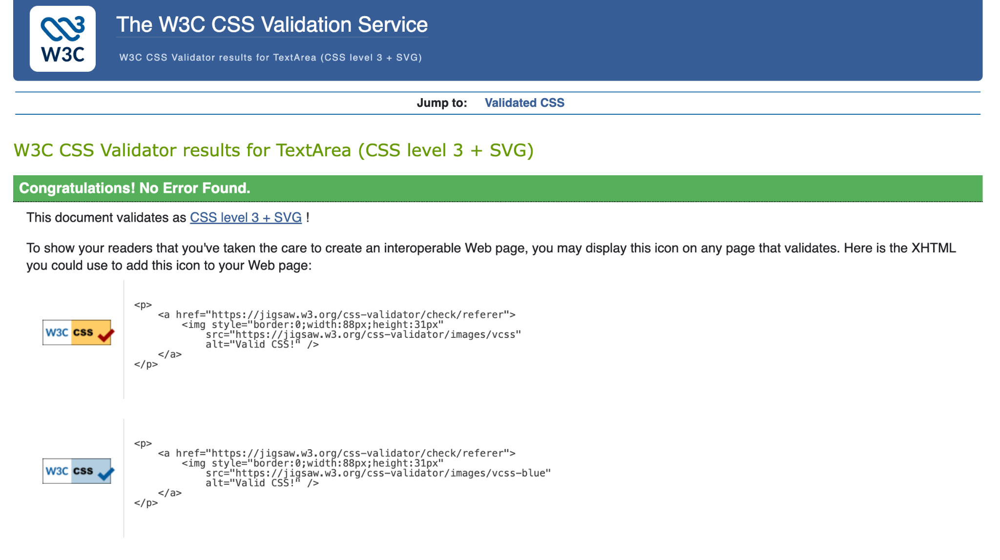 W3C
The W3C CSS Validation Service
W3C CSS Validator results for TextArea (CSS level 3 + SVG)
Jump to: Validated CSS
W3C CSS Validator results for TextArea (CSS level 3 + SVG)
Congratulations! No Error Found.
This document validates as CSS level 3 + SVG !
To show your readers that you've taken the care to create an interoperable Web page, you may display this icon on any page that validates. Here is the XHTML
you could use to add this icon to your Web page:
W3C css
<p>
    <a href="https://jigsaw.w3.org/css-validator/check/referer">
        <img style="border:0;width:88px;height:31px"
            src="https://jigsaw.w3.org/css-validator/images/vcss"
            alt="Valid CSS!" />
    </a>
</p>
W3C css
<p>
    <a href="https://jigsaw.w3.org/css-validator/check/referer">
        <img style="border:0;width:88px;height:31px"
            src="https://jigsaw.w3.org/css-validator/images/vcss-blue"
            alt="Valid CSS!" />
    </a>
</p>